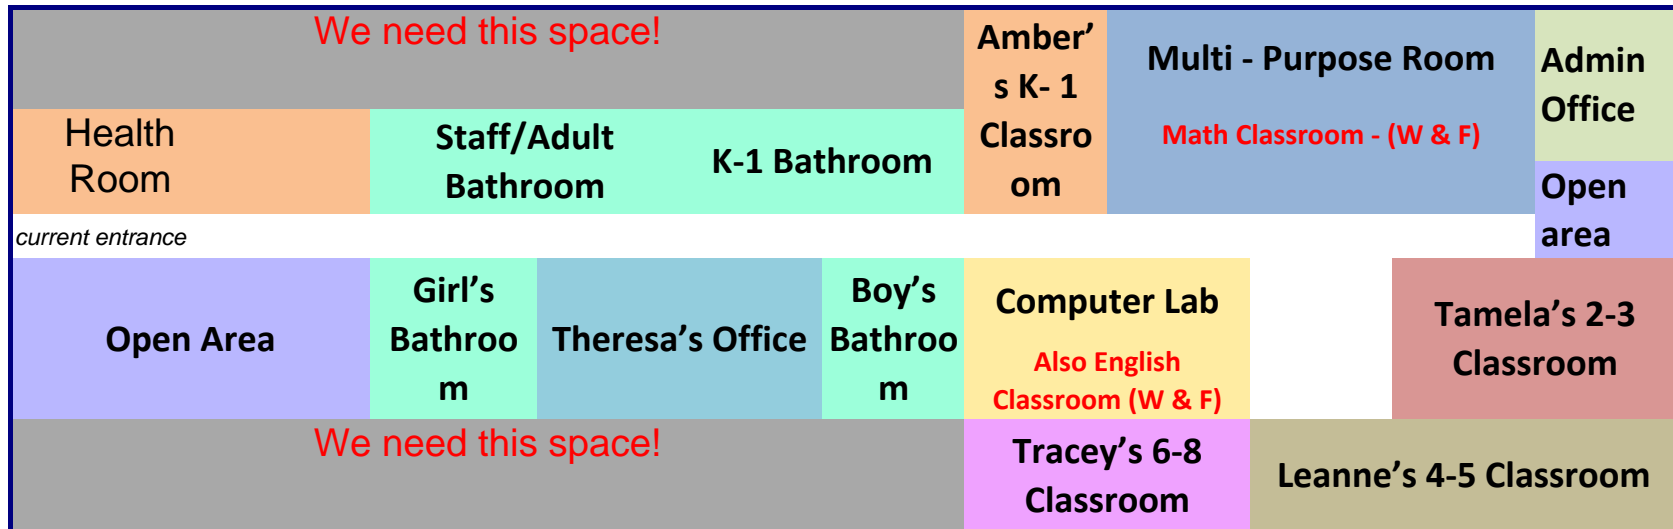 We need this space!
Amber’
s K- 1
Classro
om
Multi - Purpose Room
Math Classroom - (W & F)
Admin
Office
Health
Room
Staff/Adult
Bathroom
K-1 Bathroom
Open
area
current entrance
Open Area
Girl’s
Bathroo
m
Theresa’s Office
Boy’s
Bathroo
m
Computer Lab
Also English
Classroom (W & F)
Tamela’s 2-3
Classroom
We need this space!
Tracey’s 6-8
Classroom
Leanne’s 4-5 Classroom